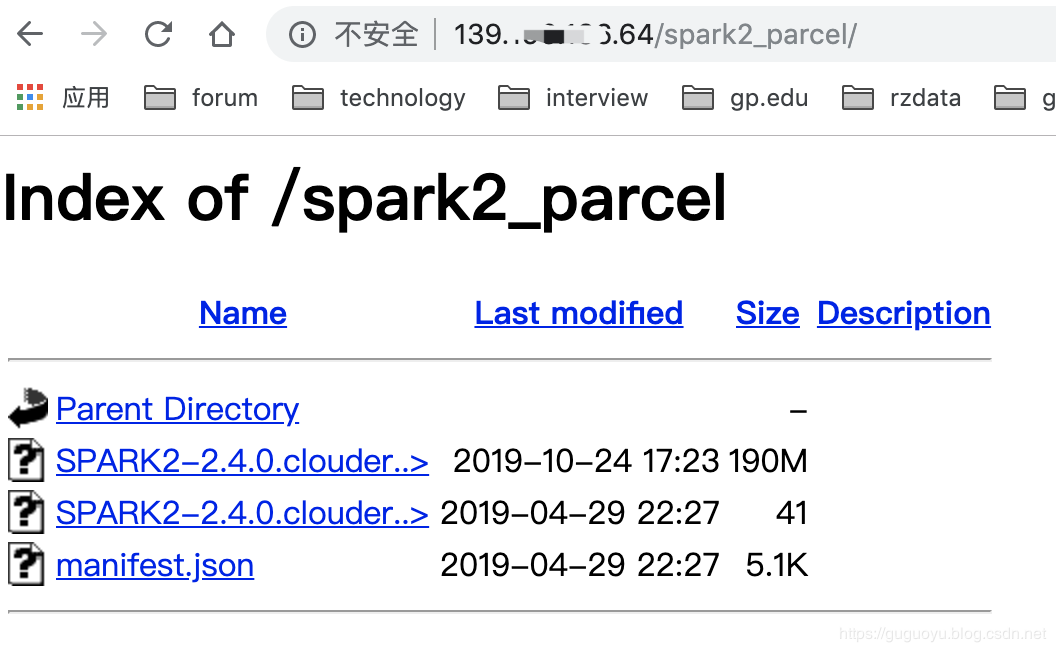 不安全 139. .64/spark2_parcel/
应用 forum technology interview gp.edu rzdata g
Index of /spark2_parcel
Name Last modified Size Description
Parent Directory –
SPARK2-2.4.0.clouder..> 2019-10-24 17:23 190M
SPARK2-2.4.0.clouder..> 2019-04-29 22:27 41
manifest.json 2019-04-29 22:27 5.1K
https://guguoyu.blog.csdn.net